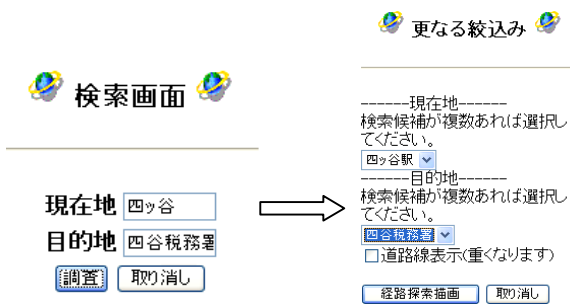 検索画面
現在地 四ッ谷
目的地 四谷税務署
調査 取り消し
更なる絞込み
------現在地------
検索候補が複数あれば選択し
てください。
四ッ谷駅
------目的地------
検索候補が複数あれば選択し
てください。
四谷税務署
道路線表示(重くなります)
経路探索描画 取り消し